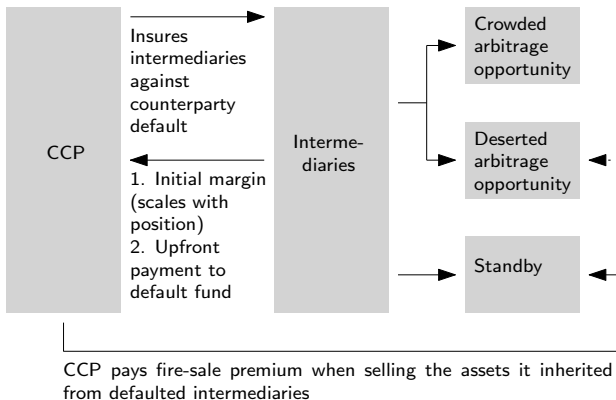 CCP
Insures
intermediaries
against
counterparty
default
1. Initial margin
(scales with
position)
2. Upfront
payment to
default fund
Interme-
diaries
Crowded
arbitrage
opportunity
Deserted
arbitrage
opportunity
Standby
CCP pays fire-sale premium when selling the assets it inherited
from defaulted intermediaries